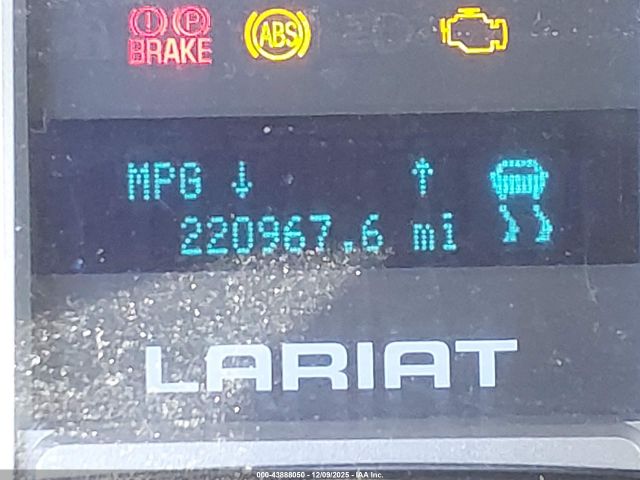 P
BRAKE
ABS
MPG ↓ ↑
220967.6 mi
LARIAT
000-43888050 - 12/09/2025 - IAA Inc.